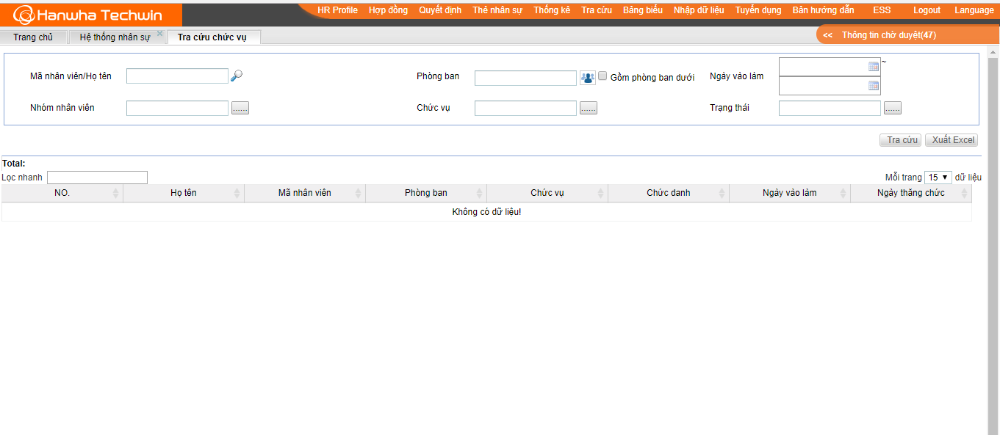 Hanwha Techwin
HR Profile Hợp đồng Quyết định Thẻ nhân sự Thống kê Tra cứu Bảng biểu Nhập dữ liệu Tuyển dụng Bản hướng dẫn ESS Logout Language
Trang chủ Hệ thống nhân sự Tra cứu chức vụ << Thông tin chờ duyệt(47)
Mã nhân viên/Họ tên Phòng ban Gồm phòng ban dưới Ngày vào làm ~
Nhóm nhân viên ...... Chức vụ ...... Trạng thái ......
Tra cứu Xuất Excel
Total:
Lọc nhanh Mỗi trang 15 dữ liệu
NO. Họ tên Mã nhân viên Phòng ban Chức vụ Chức danh Ngày vào làm Ngày thăng chức
Không có dữ liệu!